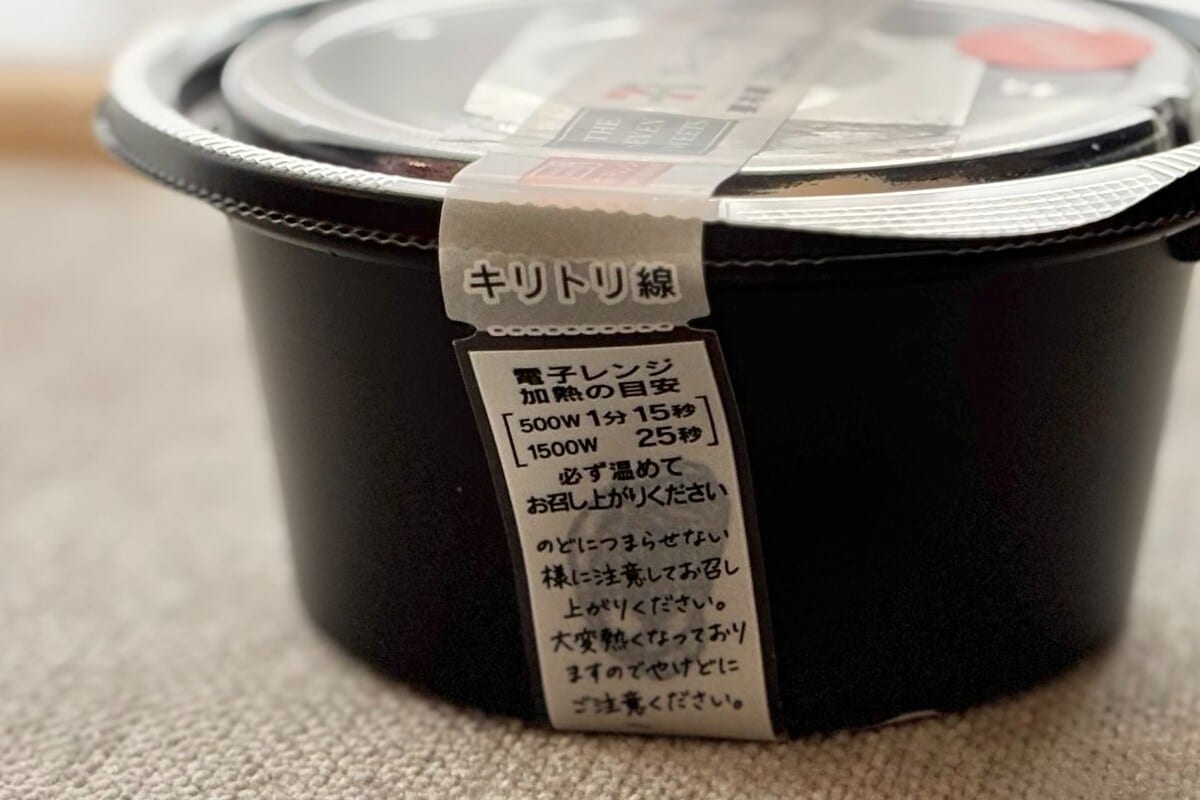 THE
キリトリ線
電子レンジ
加熱の目安
500W 1分15秒
1500W 25秒
必ず温めて
お召し上がりください
のどにつまらせない
様に注意してお召し
上がりください。
大変熱くなっており
ますのでやけどに
ご注意ください。